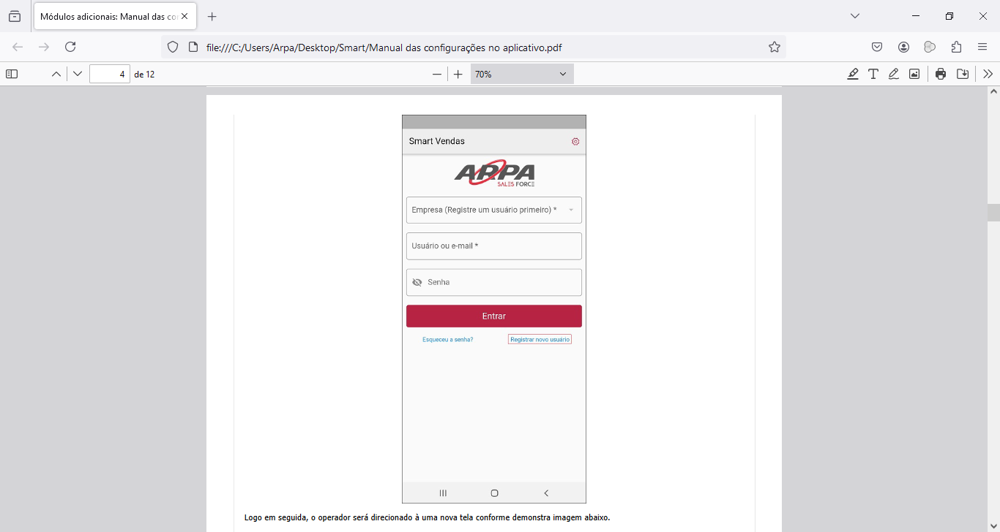 Módulos adicionais: Manual das co
file:///C:/Users/Arpa/Desktop/Smart/Manual das configurações no aplicativo.pdf
4 de 12
70%
Smart Vendas
ARPA
SALES FORCE
Empresa (Registre um usuário primeiro) *
Usuário ou e-mail *
Senha
Entrar
Esqueceu a senha? Registrar novo usuário
Logo em seguida, o operador será direcionado à uma nova tela conforme demonstra imagem abaixo.